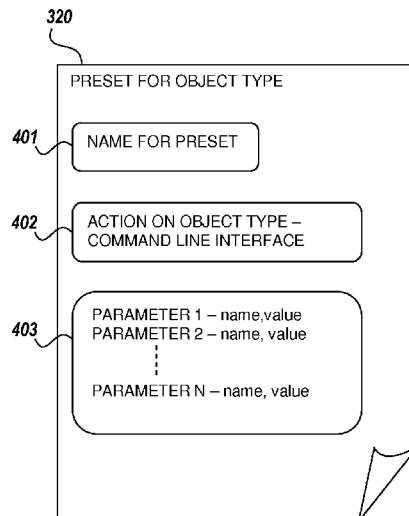 320
PRESET FOR OBJECT TYPE
401
NAME FOR PRESET
402
ACTION ON OBJECT TYPE –
COMMAND LINE INTERFACE
403
PARAMETER 1 – name,value
PARAMETER 2 – name, value
PARAMETER N – name, value